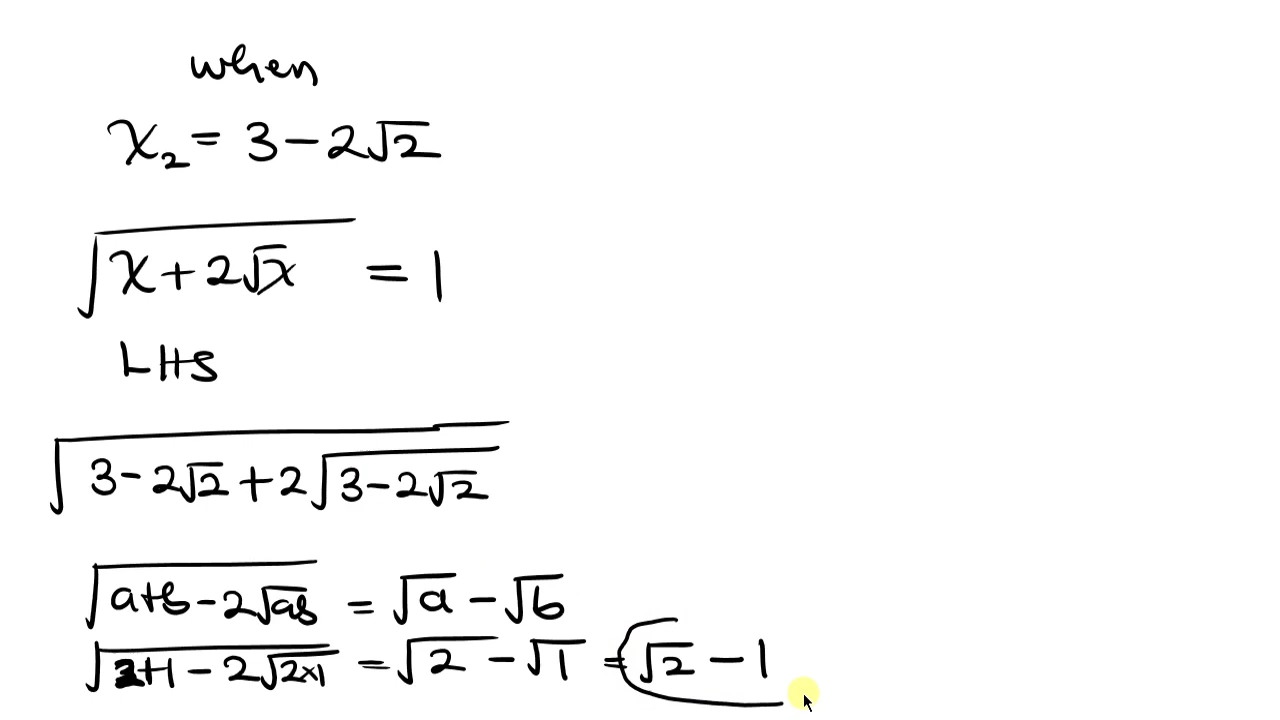 when
x₂ = 3 − 2√2
√(x + 2√x) = 1
LHS
√(3 − 2√2 + 2√(3 − 2√2))
√(a+b − 2√ab) = √a − √b
√(2+1 − 2√(2×1)) = √2 − √1 = √2 − 1